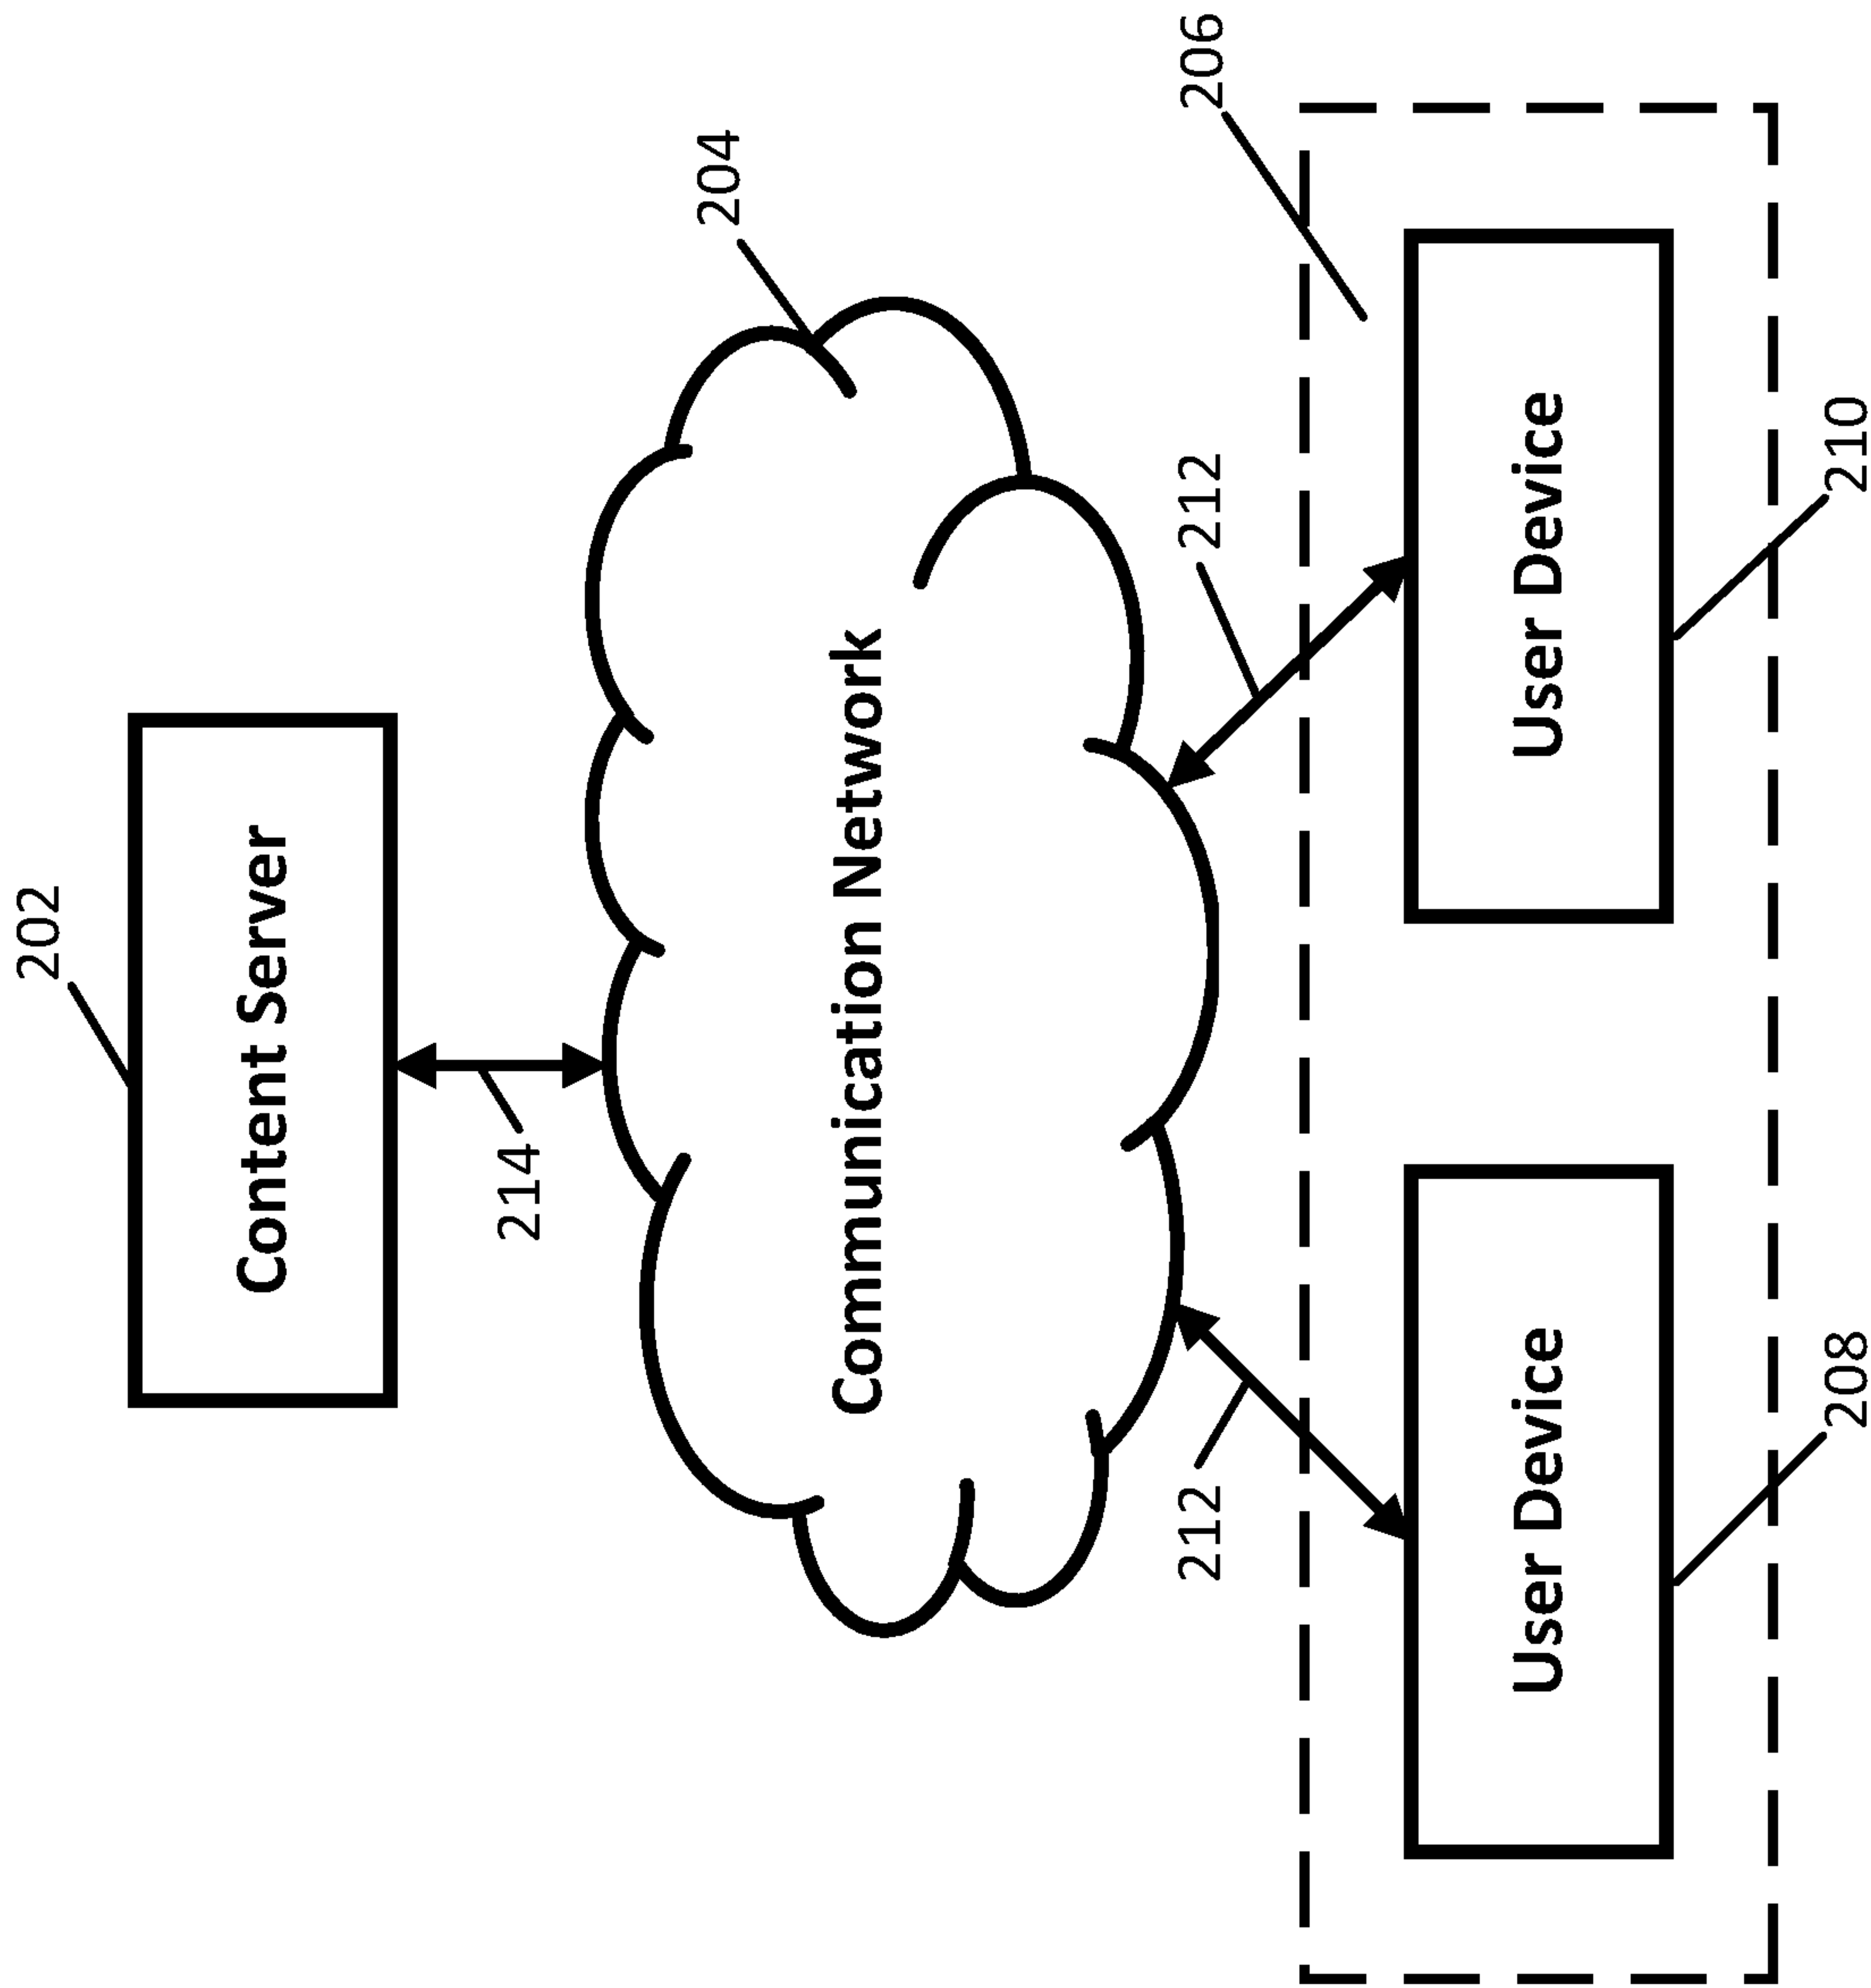 202
Content Server
214
204
Communication Network
212
212
206
User Device
User Device
208
210